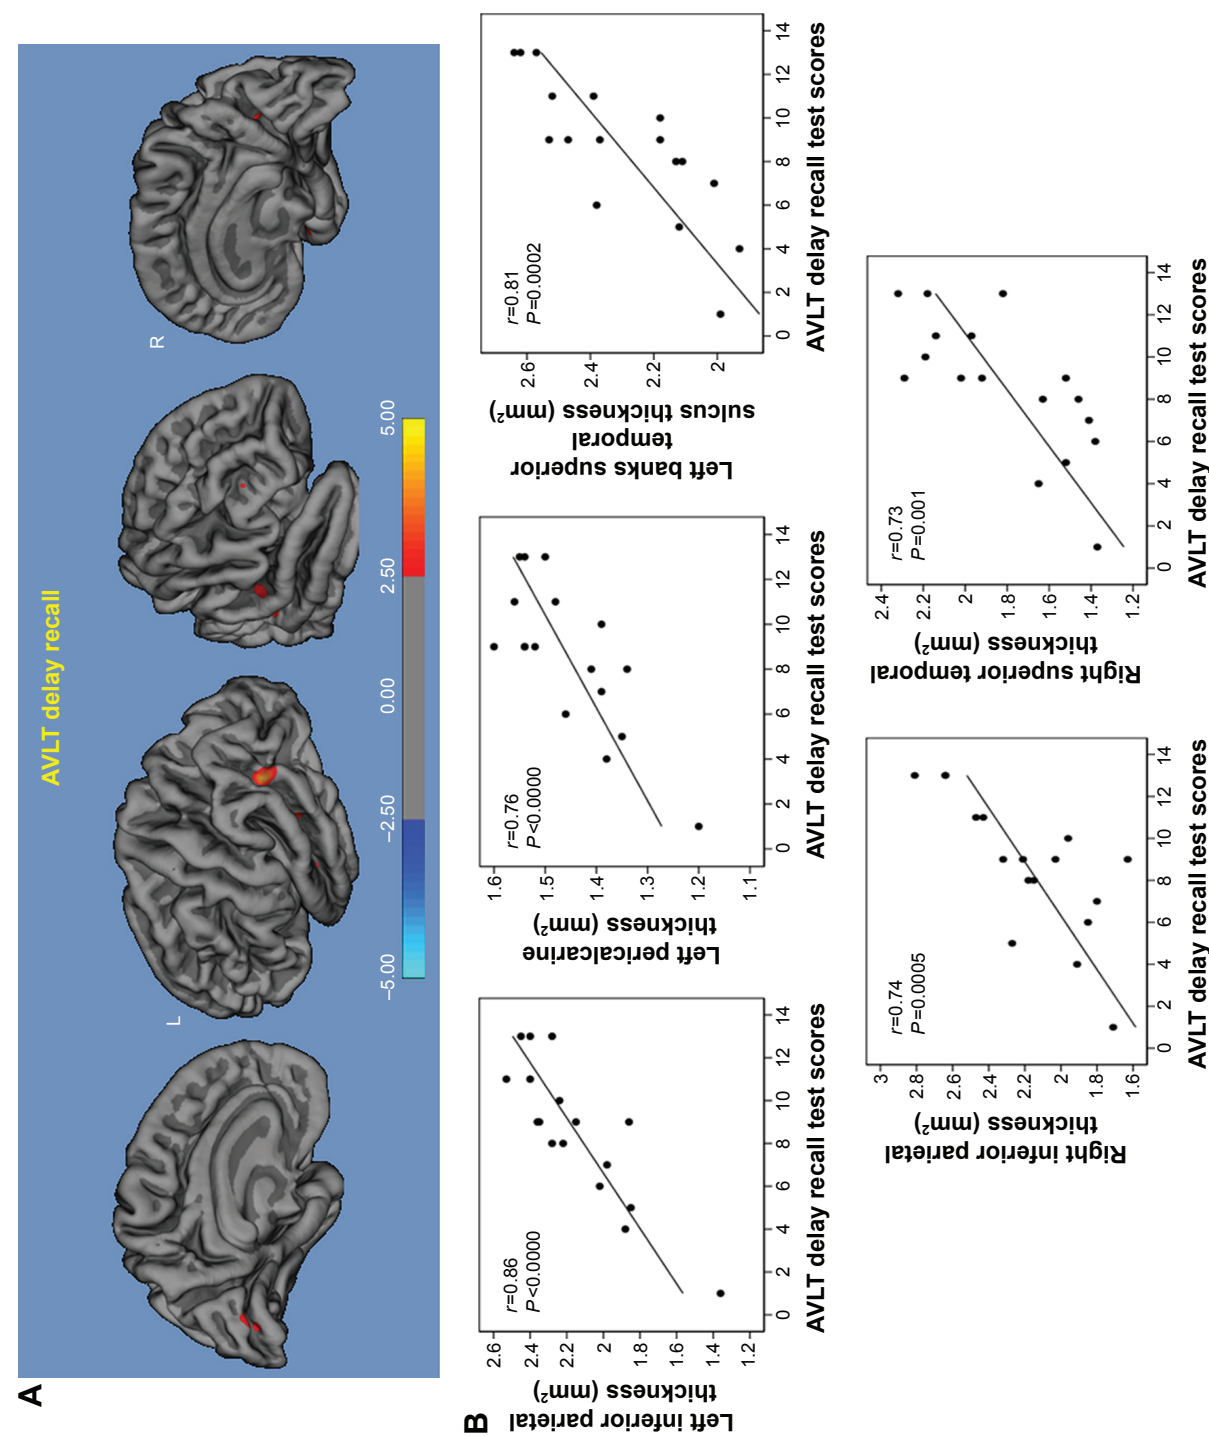 A
AVLT delay recall
L
R
–5.00
–2.50
0.00
2.50
5.00
B
Left inferior parietal
thickness (mm²)
2.6
2.4
2.2
2
1.8
1.6
1.4
1.2
r=0.86
P<0.0000
0 2 4 6 8 10 12 14
AVLT delay recall test scores
Left pericalcarine
thickness (mm²)
1.6
1.5
1.4
1.3
1.2
1.1
r=0.76
P<0.0000
0 2 4 6 8 10 12 14
AVLT delay recall test scores
Left banks superior
temporal
sulcus thickness (mm²)
2.6
2.4
2.2
2
r=0.81
P=0.0002
0 2 4 6 8 10 12 14
AVLT delay recall test scores
Right inferior parietal
thickness (mm²)
3
2.8
2.6
2.4
2.2
2
1.8
1.6
r=0.74
P=0.0005
0 2 4 6 8 10 12 14
AVLT delay recall test scores
Right superior temporal
thickness (mm²)
2.4
2.2
2
1.8
1.6
1.4
1.2
r=0.73
P=0.001
0 2 4 6 8 10 12 14
AVLT delay recall test scores